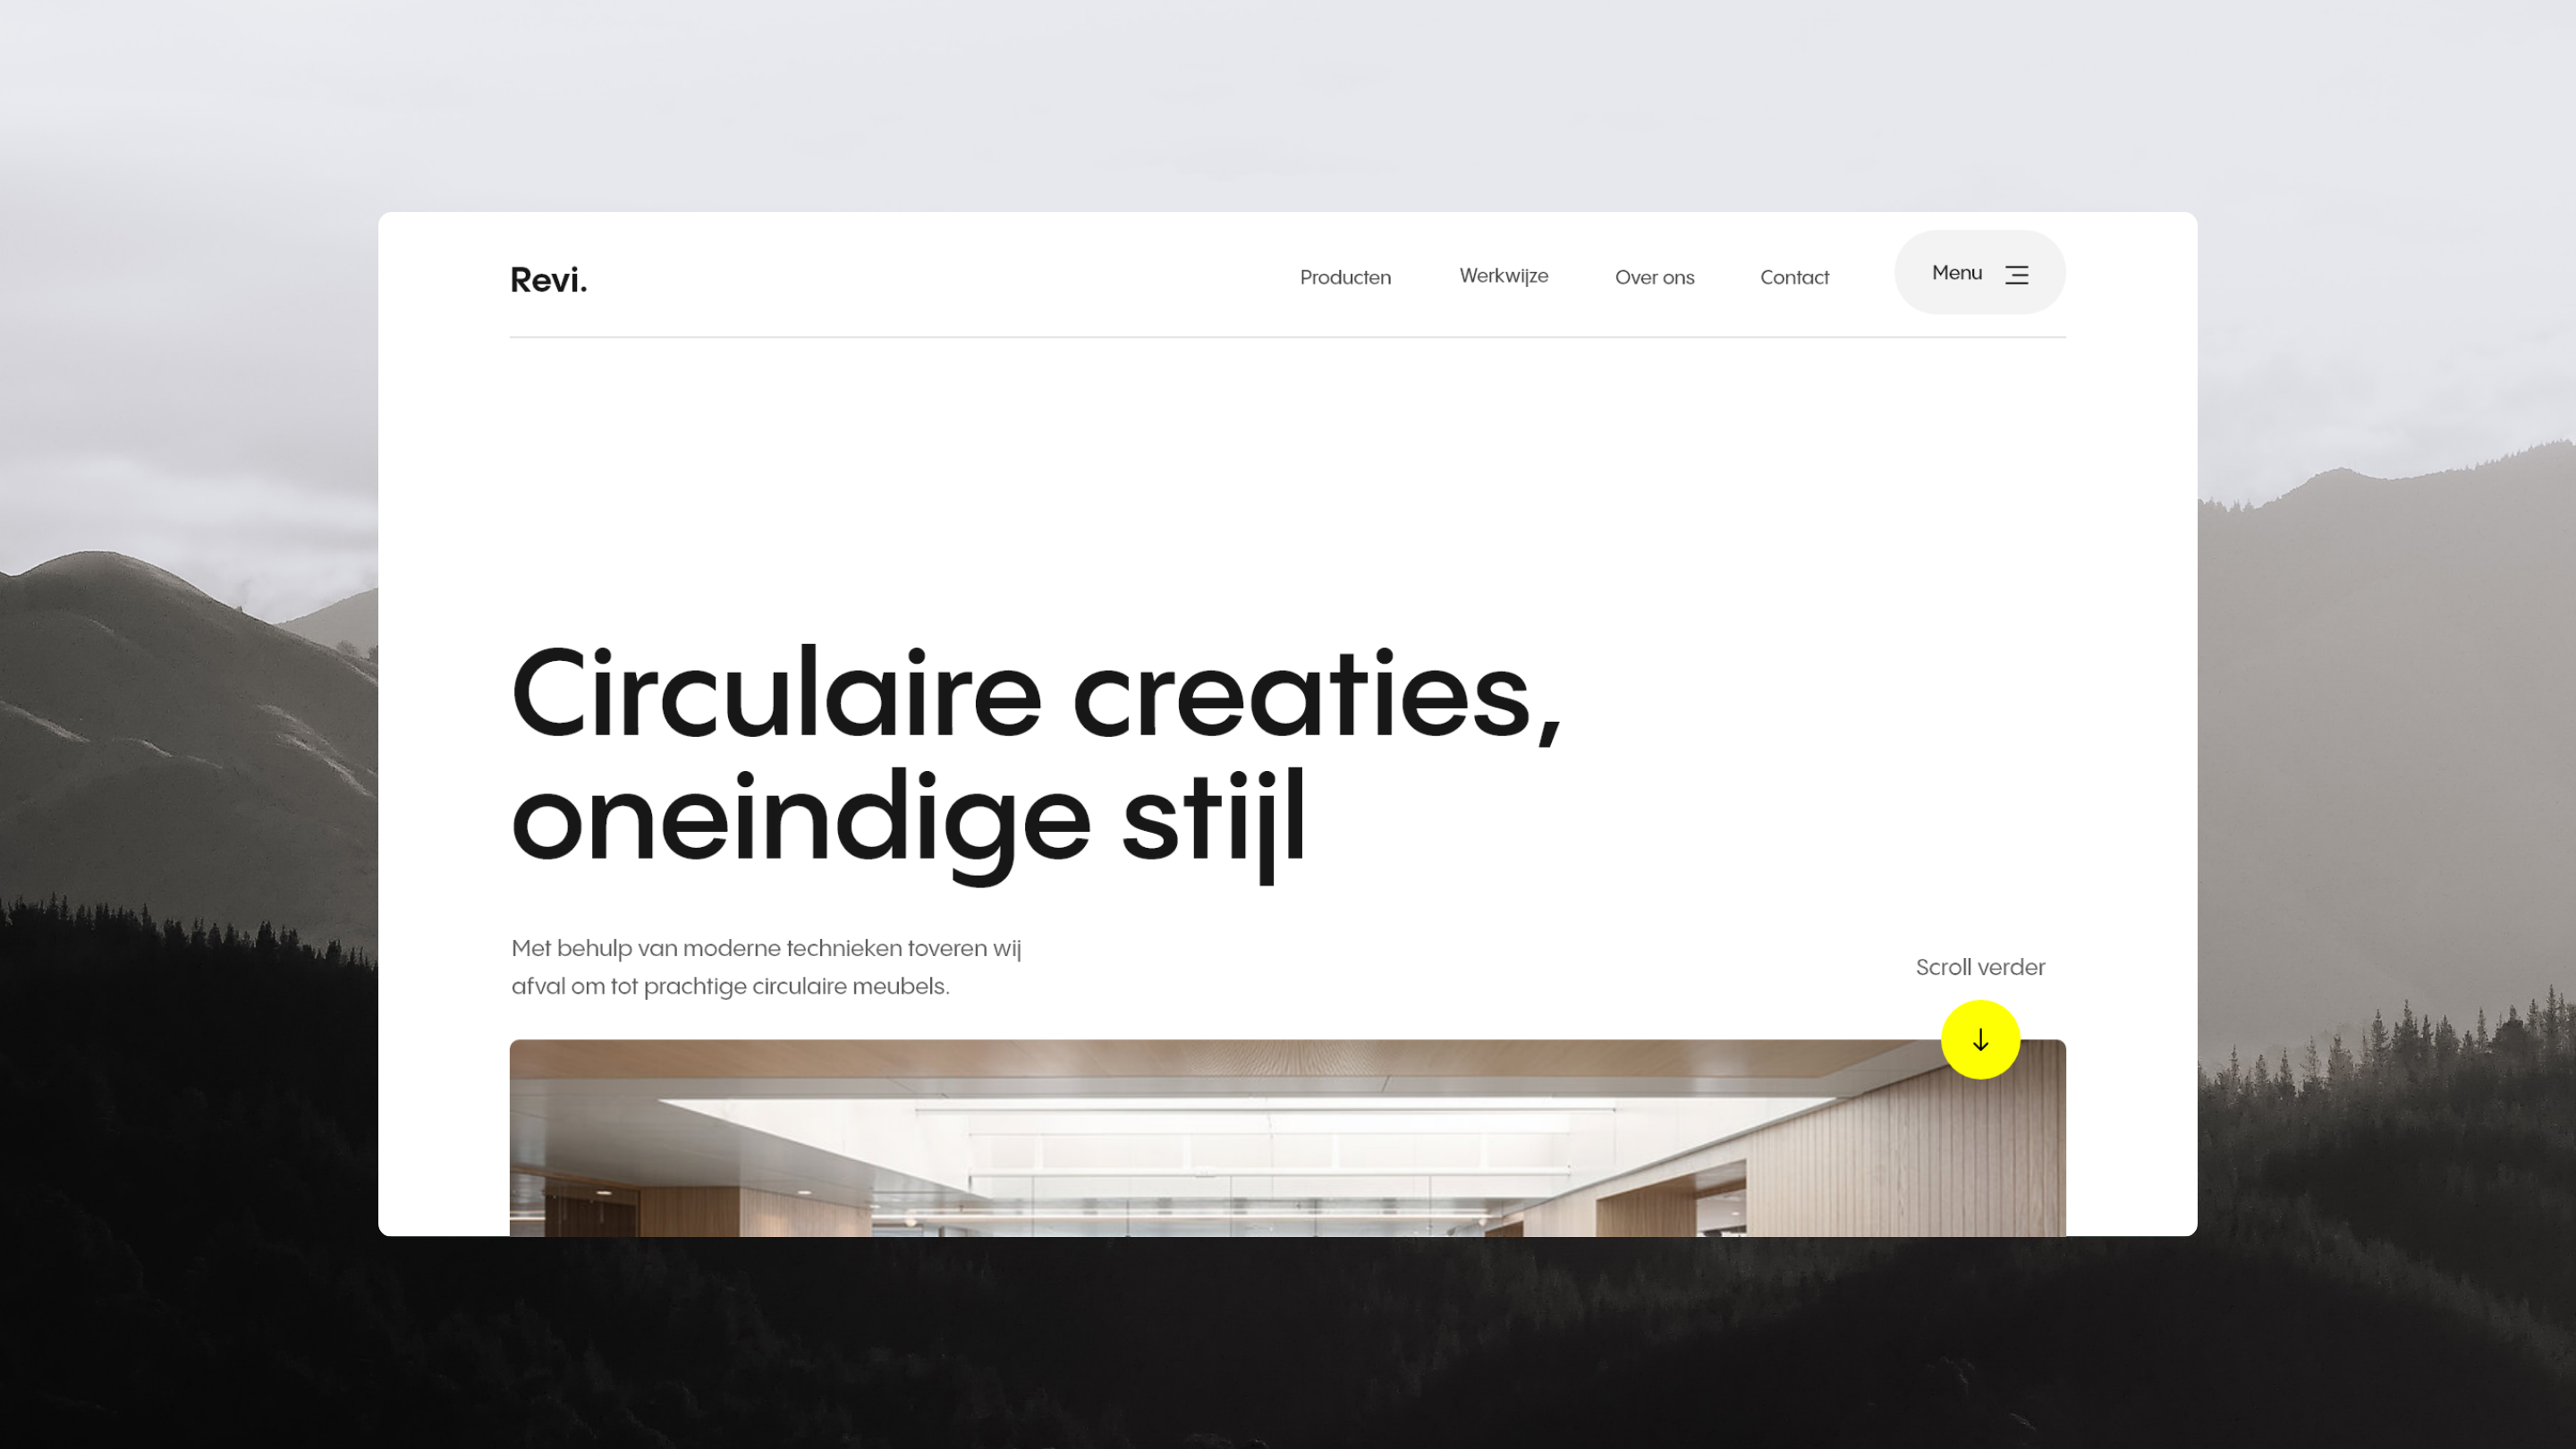 Revi.
Producten
Werkwijze
Over ons
Contact
Menu
Circulaire creaties,
oneindige stijl
Met behulp van moderne technieken toveren wij
afval om tot prachtige circulaire meubels.
Scroll verder